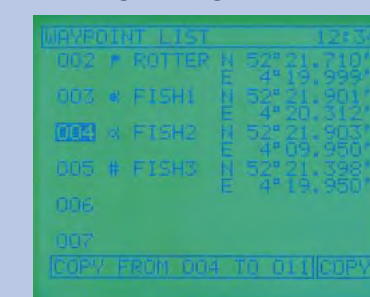 WAYPOINT LIST 12:3
002 ROTTER N 52°21.710'
E 4°19.999'
003 FISH1 N 52°21.901'
E 4°20.312'
004 FISH2 N 52°21.903'
E 4°09.950'
005 # FISH3 N 52°21.398'
E 4°19.950'
006
007
COPY FROM 004 TO 011 COPY